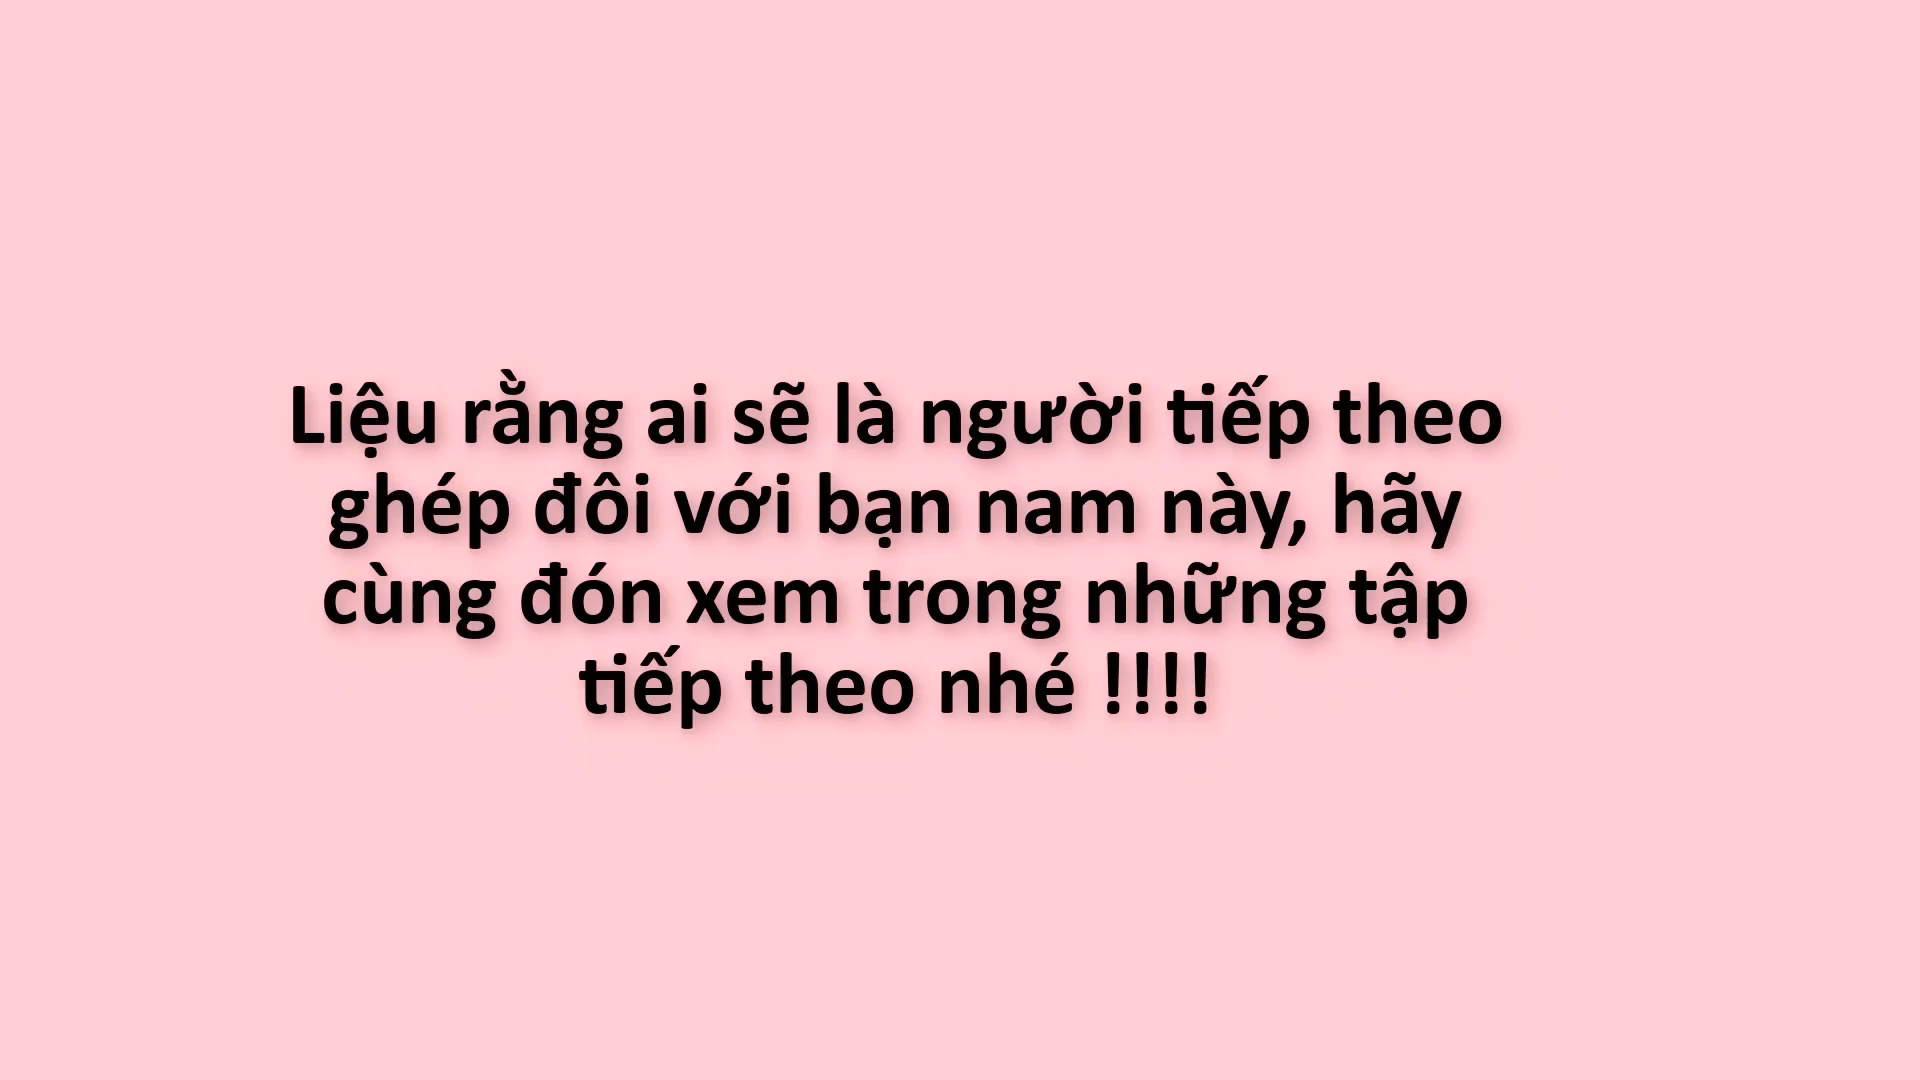 Liệu rằng ai sẽ là người tiếp theo
ghép đôi với bạn nam này, hãy
cùng đón xem trong những tập
tiếp theo nhé !!!!